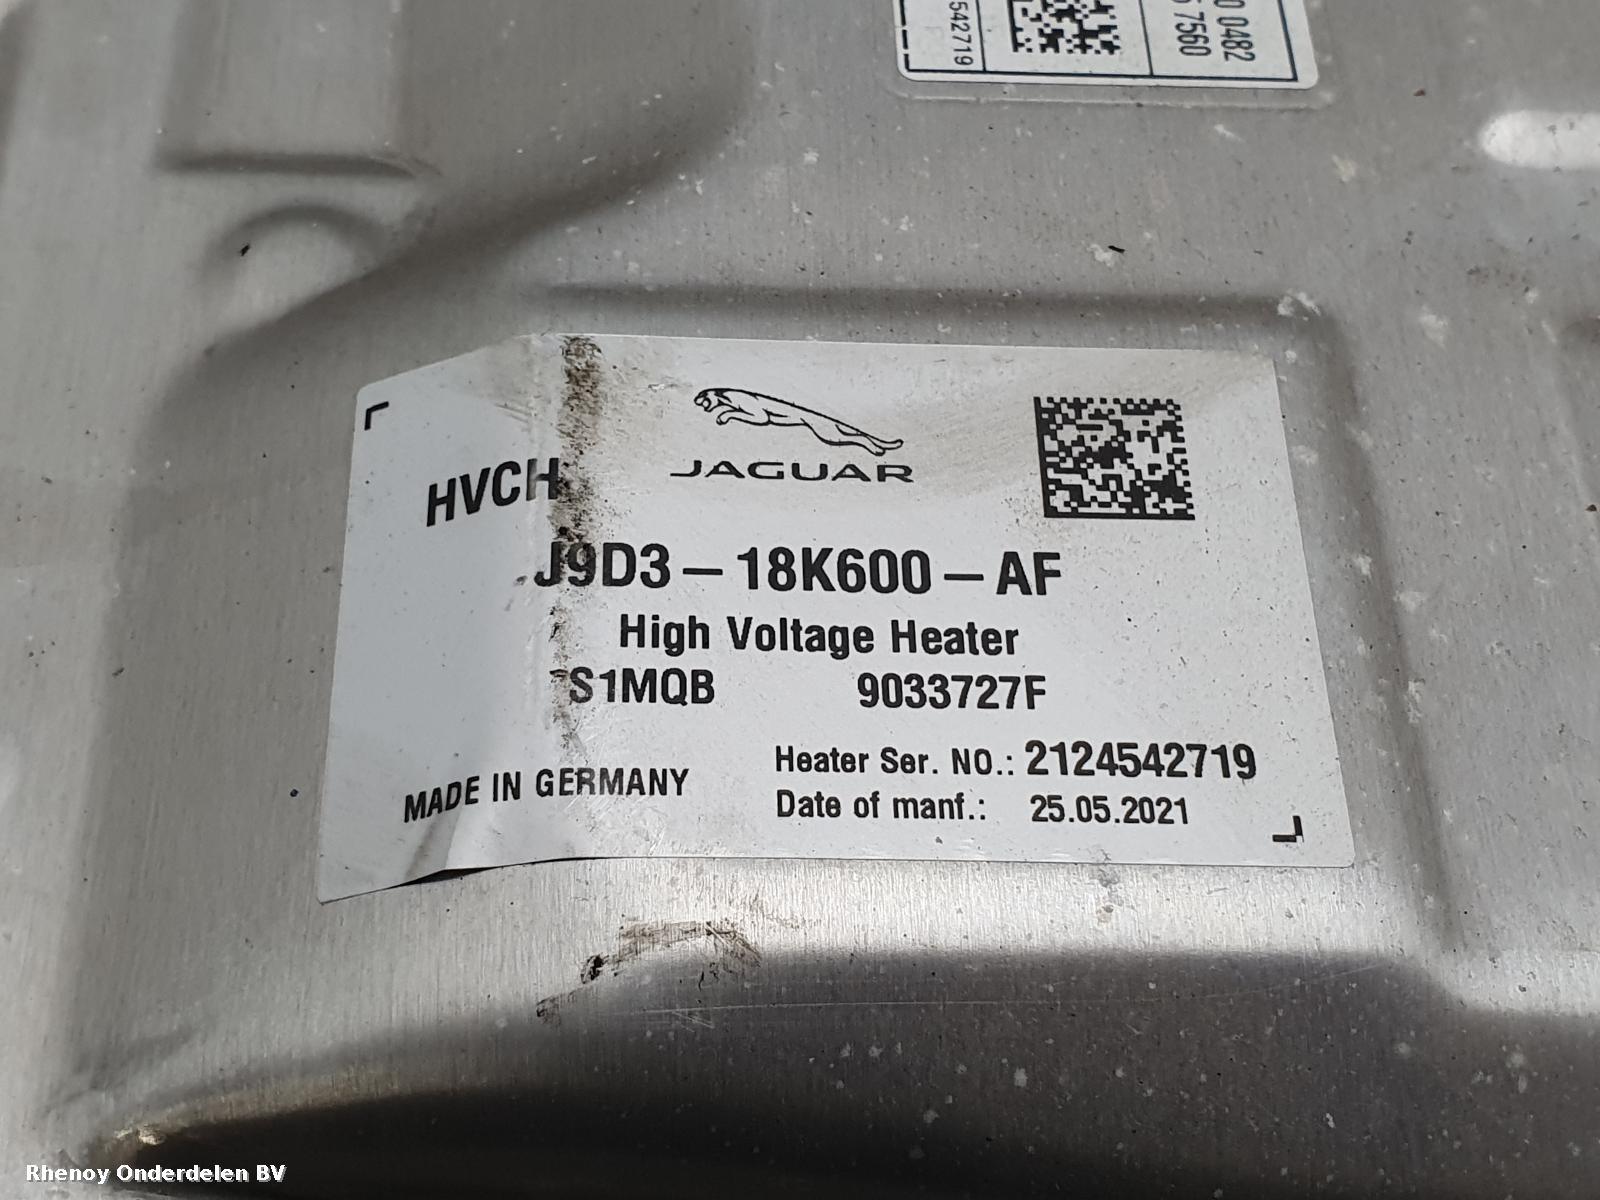 542719
0 0482
7560
JAGUAR
HVCH
J9D3-18K600-AF
High Voltage Heater
S1MQB 9033727F
Heater Ser. NO.: 2124542719
MADE IN GERMANY
Date of manf.: 25.05.2021
Rhenoy Onderdelen BV